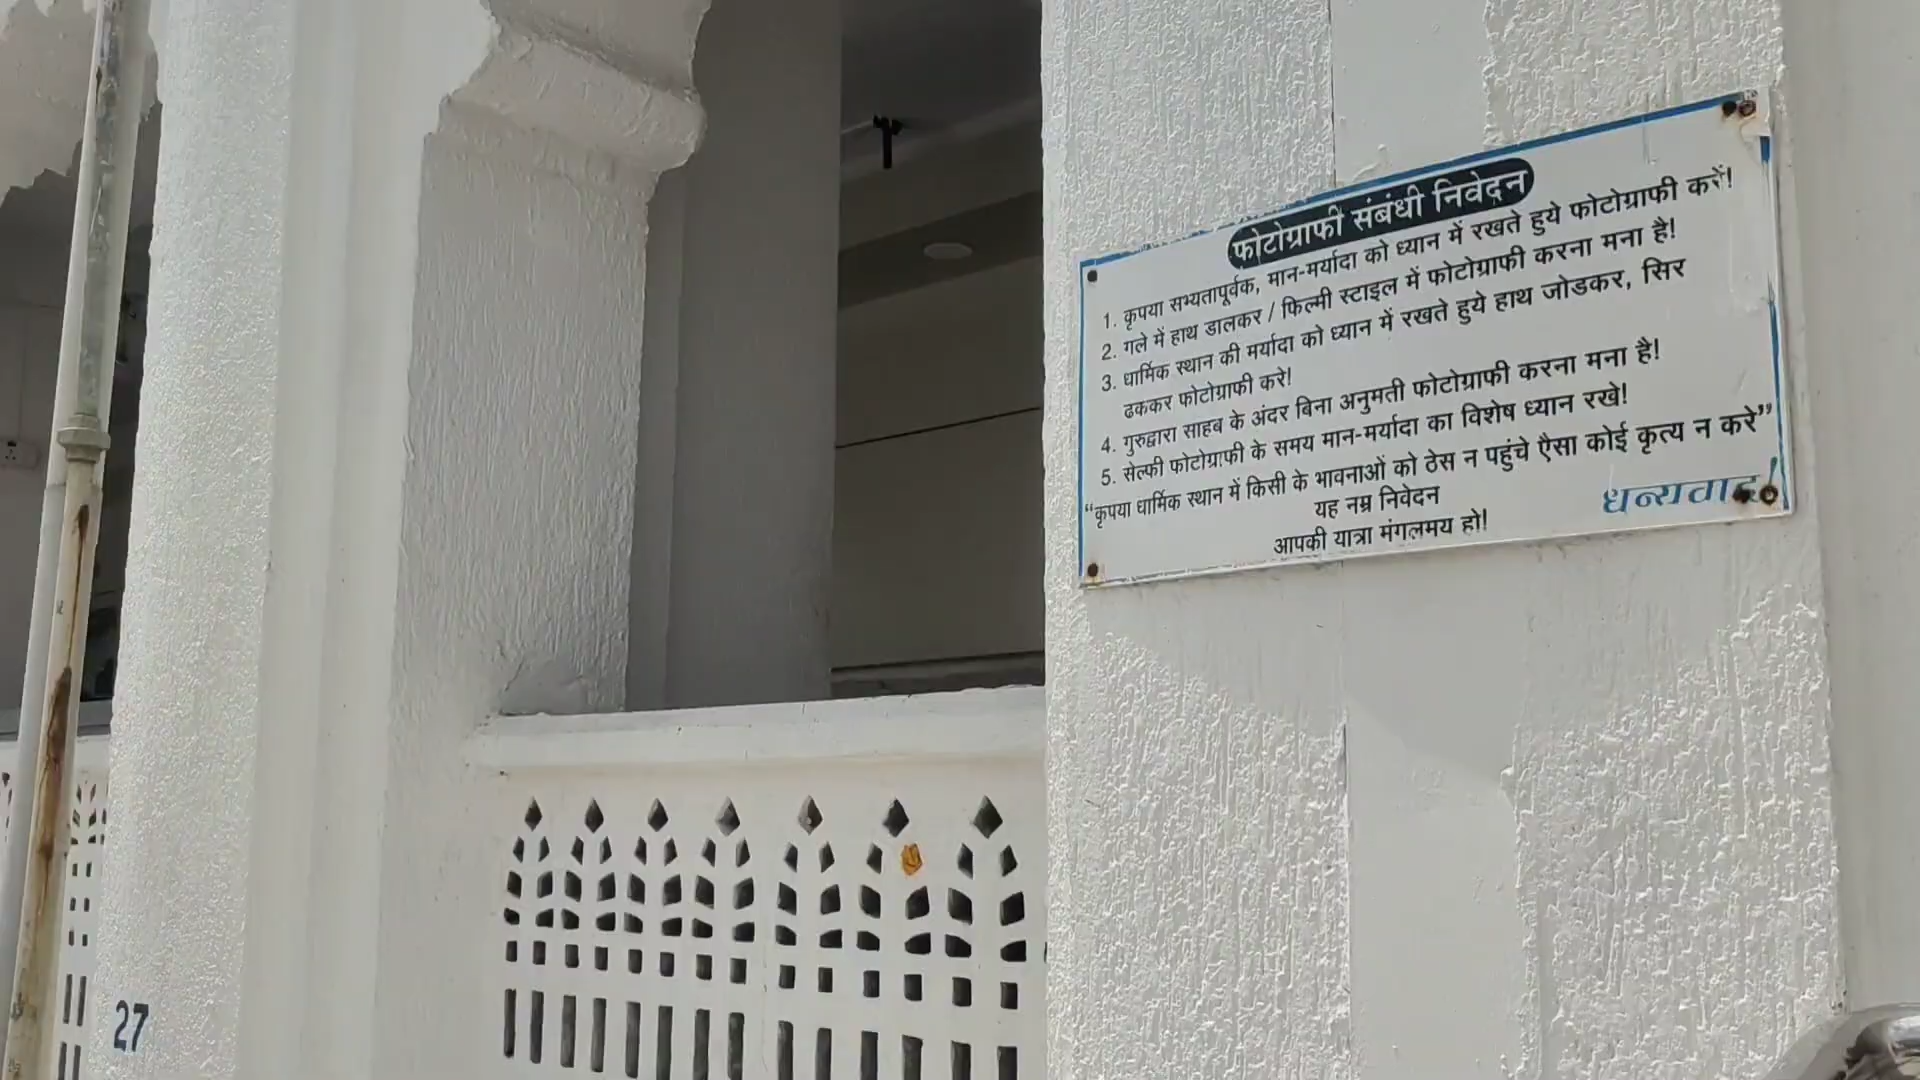 फोटोग्राफी संबंधी निवेदन
1. कृपया सभ्यतापूर्वक, मान-मर्यादा को ध्यान में रखते हुये फोटोग्राफी करें!
2. गले में हाथ डालकर / फिल्मी स्टाइल में फोटोग्राफी करना मना है!
3. धार्मिक स्थान की मर्यादा को ध्यान में रखते हुये हाथ जोडकर, सिर
ढककर फोटोग्राफी करे!
4. गुरुद्वारा साहब के अंदर बिना अनुमती फोटोग्राफी करना मना है!
5. सेल्फी फोटोग्राफी के समय मान-मर्यादा का विशेष ध्यान रखे!
“कृपया धार्मिक स्थान में किसी के भावनाओं को ठेस न पहुंचे ऐसा कोई कृत्य न करे”
यह नम्र निवेदन
आपकी यात्रा मंगलमय हो!
धन्यवाद!
27